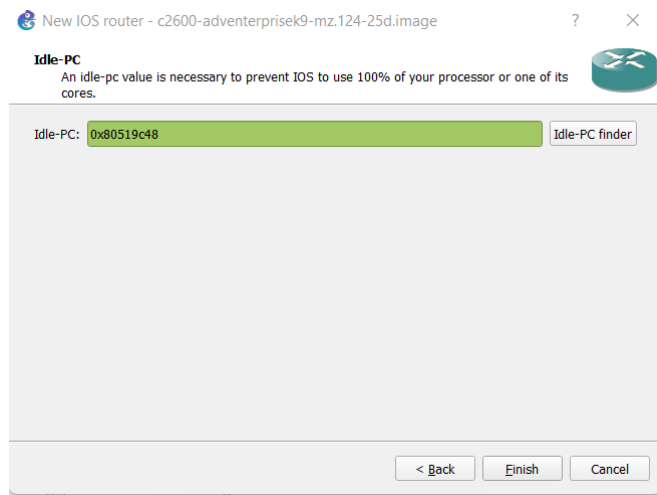 New IOS router - c2600-adventerprisek9-mz.124-25d.image
Idle-PC
An idle-pc value is necessary to prevent IOS to use 100% of your processor or one of its
cores.
Idle-PC: 0x80519c48 Idle-PC finder
< Back Finish Cancel